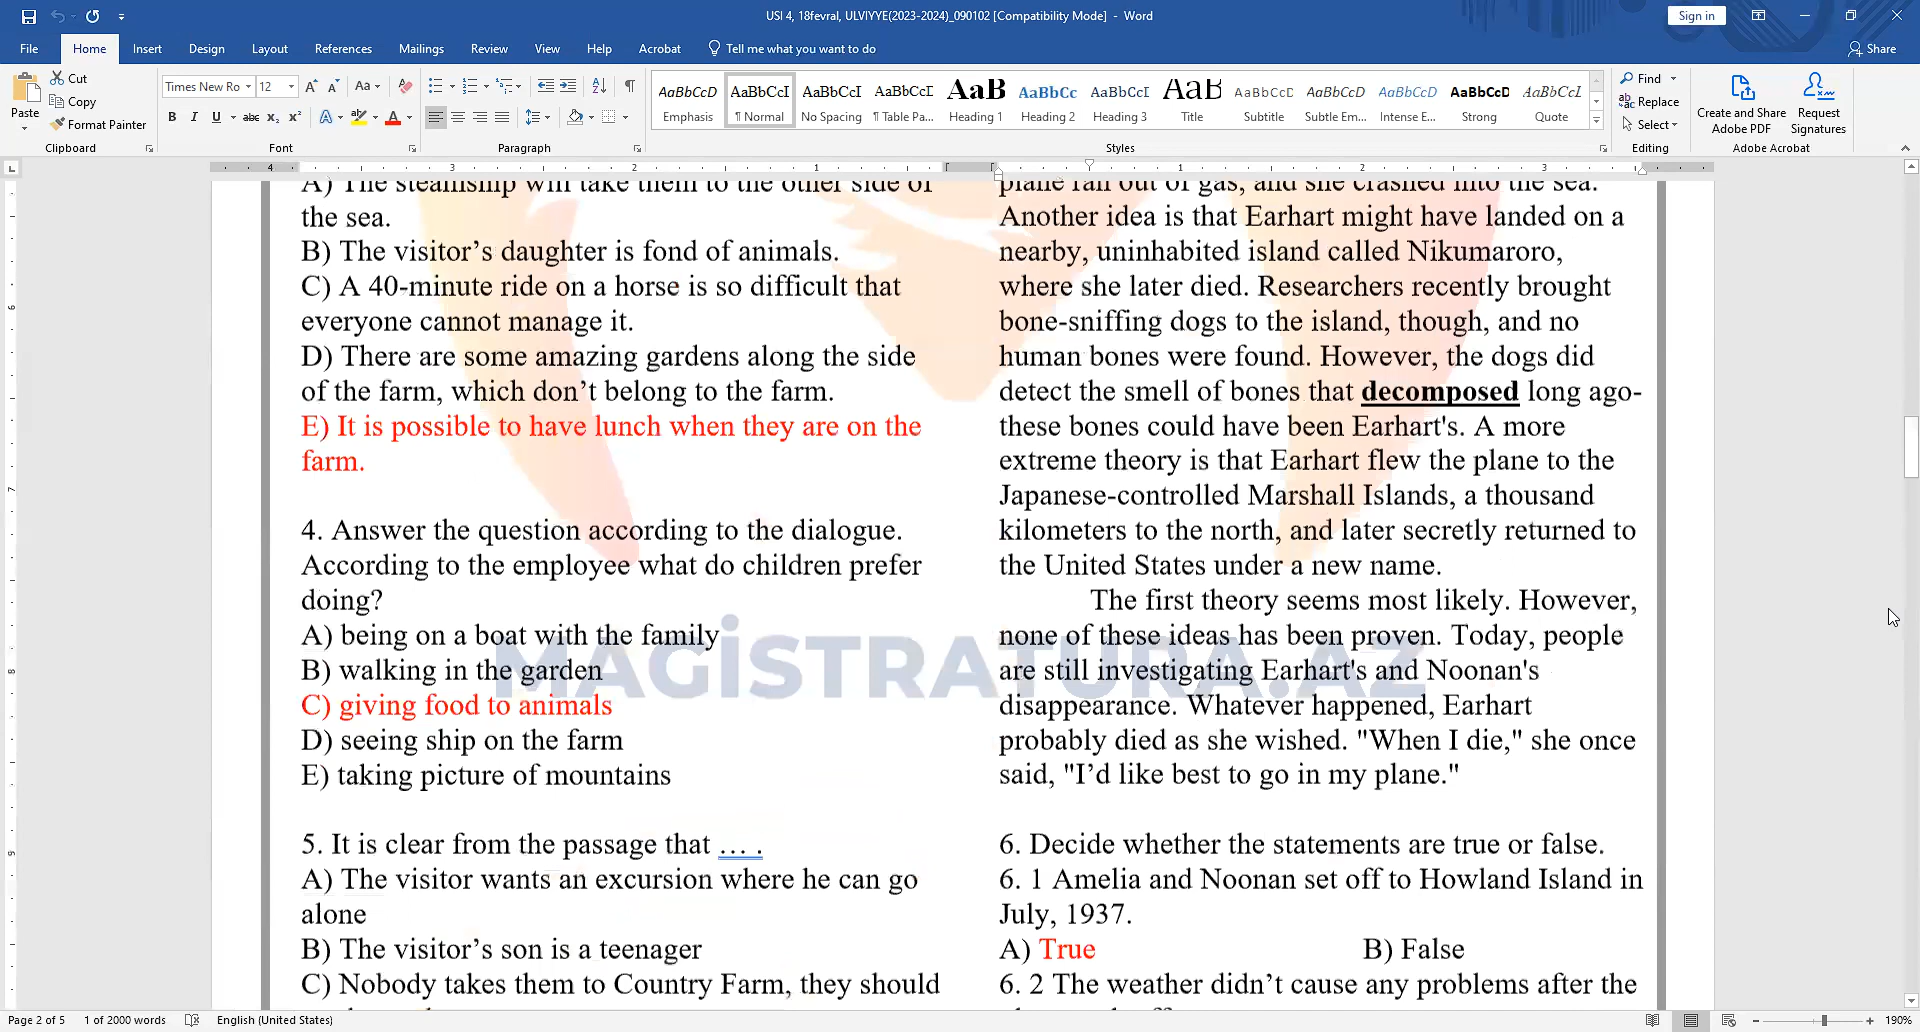 USI 4, 18fevral, ULVIYYE(2023-2024)_090102 [Compatibility Mode] - Word
Sign in
File Home Insert Design Layout References Mailings Review View Help Acrobat Tell me what you want to do
Share
Paste
Cut
Copy
Format Painter
Clipboard
Times New Ro 12
Font
Paragraph
AaBbCcD Emphasis
AaBbCcI ¶ Normal
AaBbCcI No Spacing
AaBbCcI ¶ Table Pa...
AaB Heading 1
AaBbCc Heading 2
AaBbCcI Heading 3
AaB Title
AaBbCcD Subtitle
AaBbCcD Subtle Em...
AaBbCcD Intense E...
AaBbCcD Strong
AaBbCcL Quote
Styles
Find
Replace
Select
Editing
Create and Share
Adobe PDF
Request
Signatures
Adobe Acrobat
4 3 2 1 1 2 3
A) The steamship will take them to the other side of
the sea.
B) The visitor’s daughter is fond of animals.
C) A 40-minute ride on a horse is so difficult that
everyone cannot manage it.
D) There are some amazing gardens along the side
of the farm, which don’t belong to the farm.
E) It is possible to have lunch when they are on the
farm.
4. Answer the question according to the dialogue.
According to the employee what do children prefer
doing?
A) being on a boat with the family
B) walking in the garden
C) giving food to animals
D) seeing ship on the farm
E) taking picture of mountains
5. It is clear from the passage that … .
A) The visitor wants an excursion where he can go
alone
B) The visitor’s son is a teenager
C) Nobody takes them to Country Farm, they should
plane ran out of gas, and she crashed into the sea.
Another idea is that Earhart might have landed on a
nearby, uninhabited island called Nikumaroro,
where she later died. Researchers recently brought
bone-sniffing dogs to the island, though, and no
human bones were found. However, the dogs did
detect the smell of bones that decomposed long ago-
these bones could have been Earhart's. A more
extreme theory is that Earhart flew the plane to the
Japanese-controlled Marshall Islands, a thousand
kilometers to the north, and later secretly returned to
the United States under a new name.
The first theory seems most likely. However,
none of these ideas has been proven. Today, people
are still investigating Earhart's and Noonan's
disappearance. Whatever happened, Earhart
probably died as she wished. "When I die," she once
said, "I’d like best to go in my plane."
6. Decide whether the statements are true or false.
6. 1 Amelia and Noonan set off to Howland Island in
July, 1937.
A) True B) False
6. 2 The weather didn’t cause any problems after the
MAGİSTRATURA.AZ
Page 2 of 5 1 of 2000 words English (United States)
190%